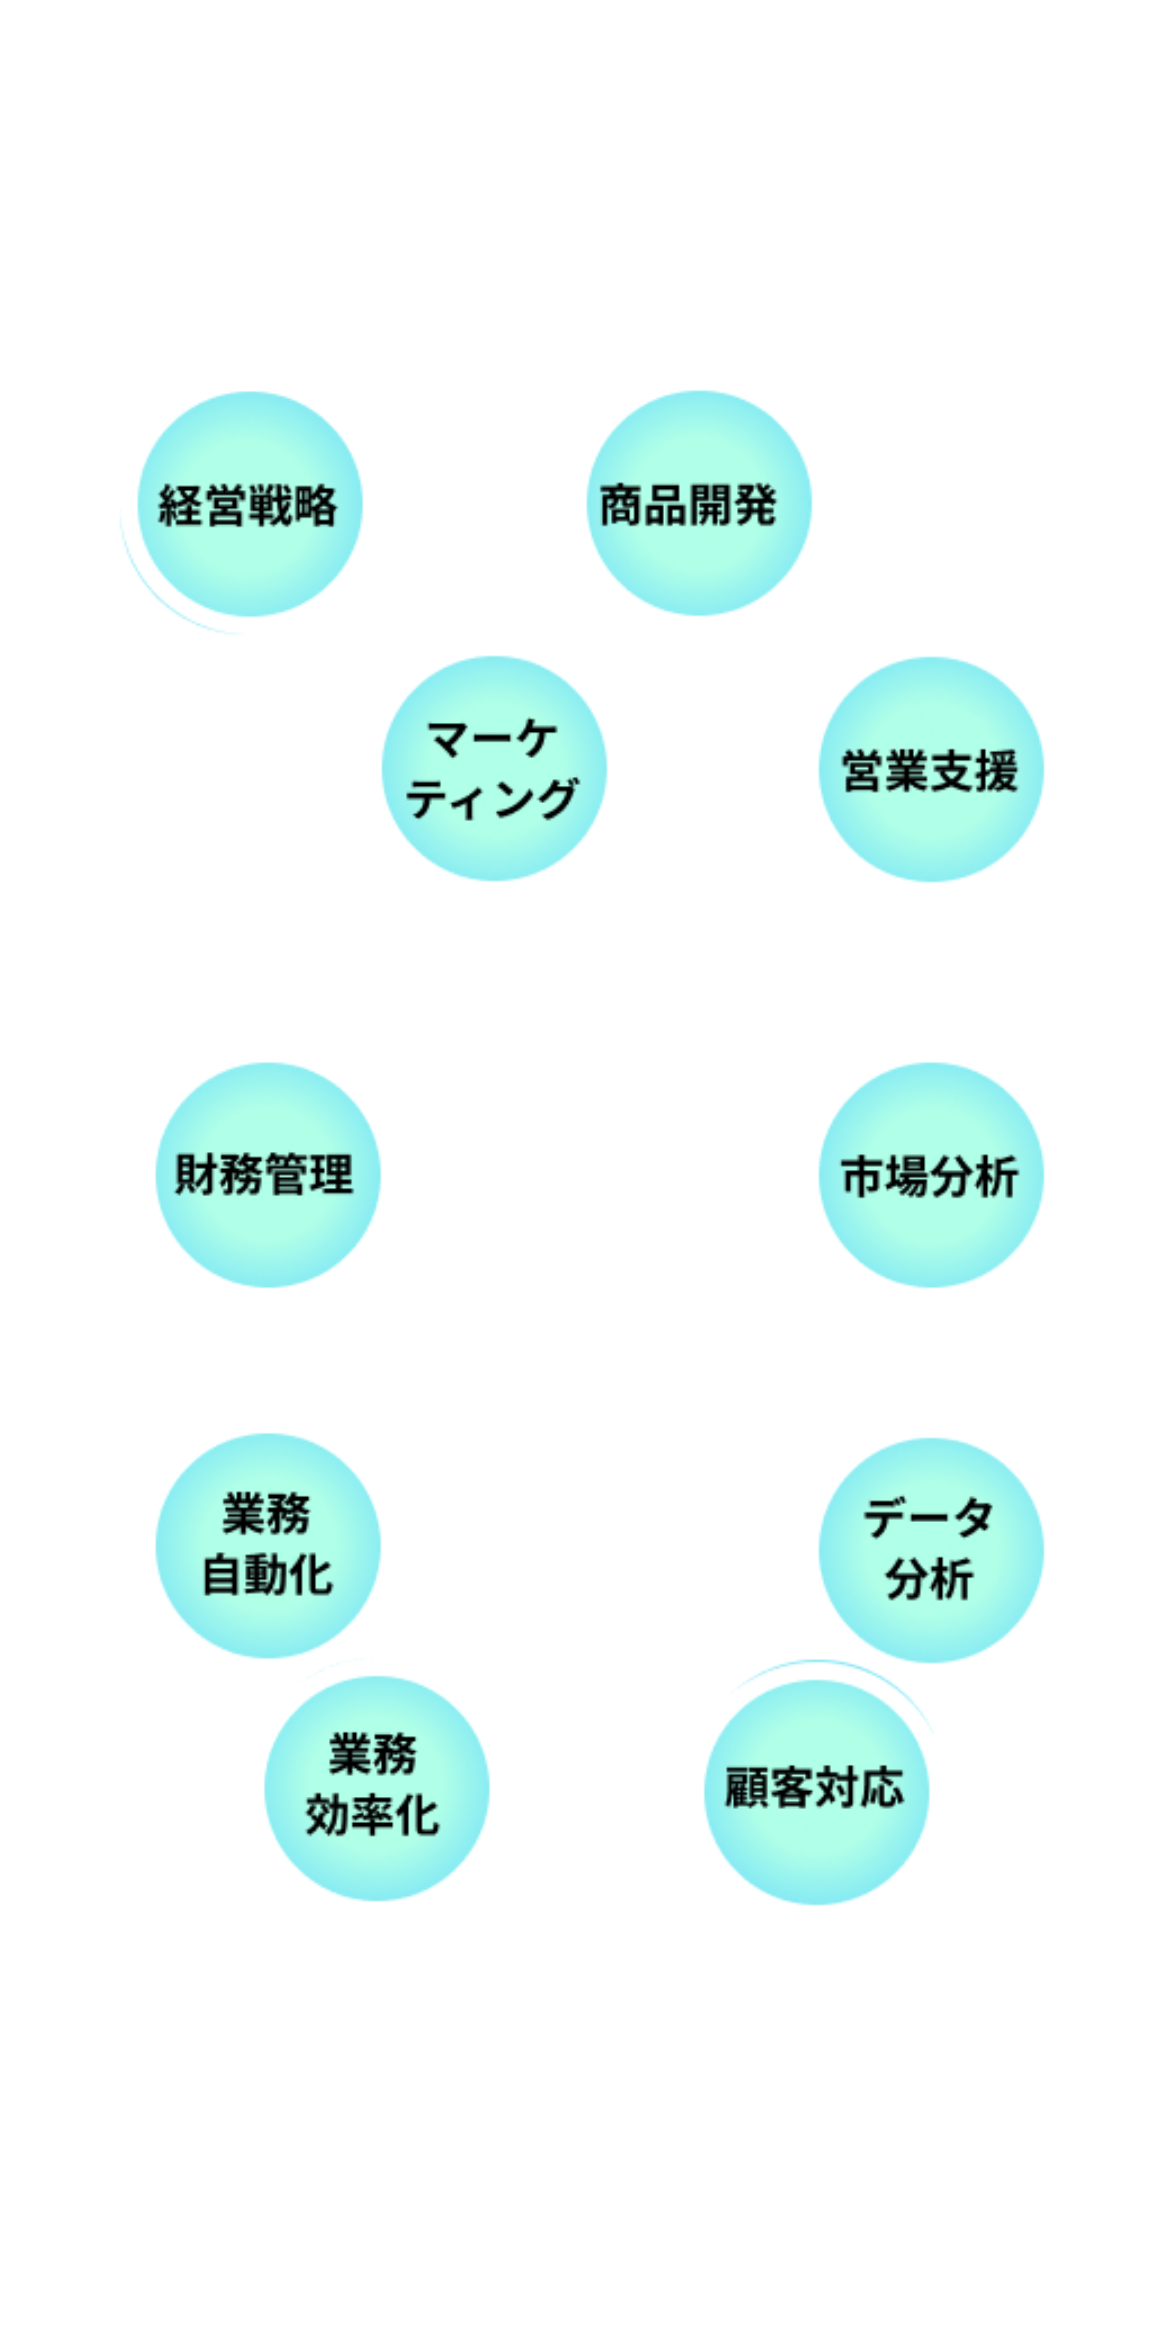 経営戦略
商品開発
マーケ
ティング
営業支援
財務管理
市場分析
業務
自動化
データ
分析
業務
効率化
顧客対応